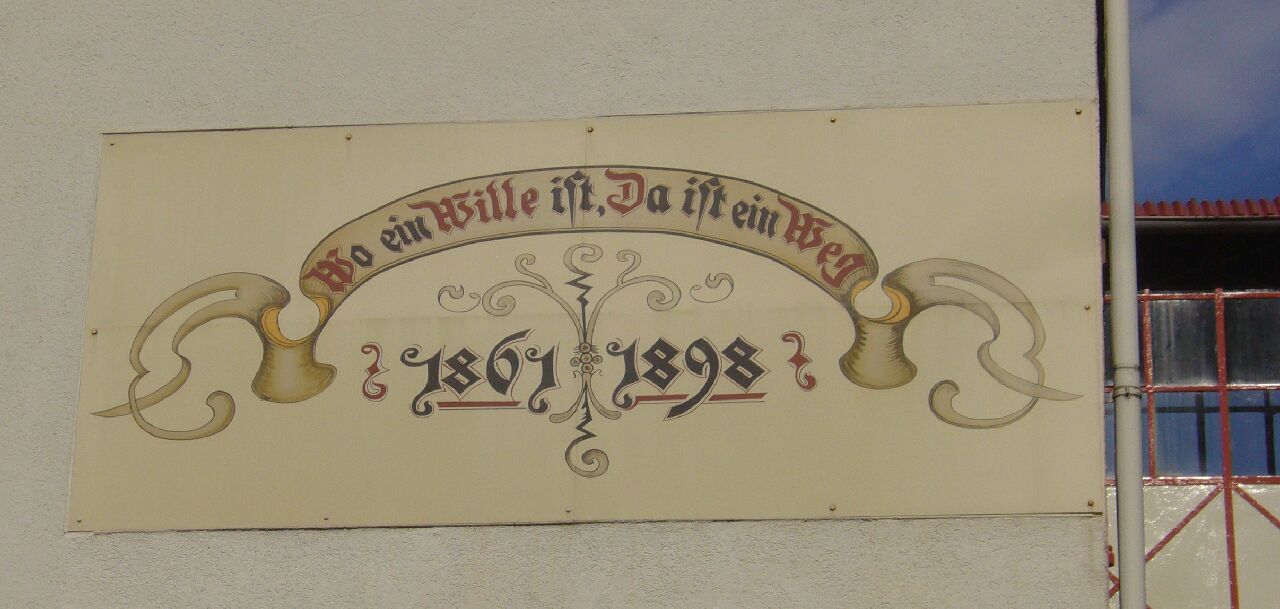 Wo ein Wille ist, Da ist ein Weg
1861 1898